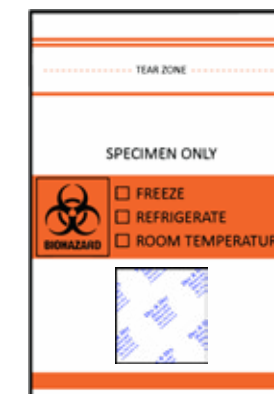 TEAR ZONE
SPECIMEN ONLY
FREEZE
REFRIGERATE
BIOHAZARD
ROOM TEMPERATUR